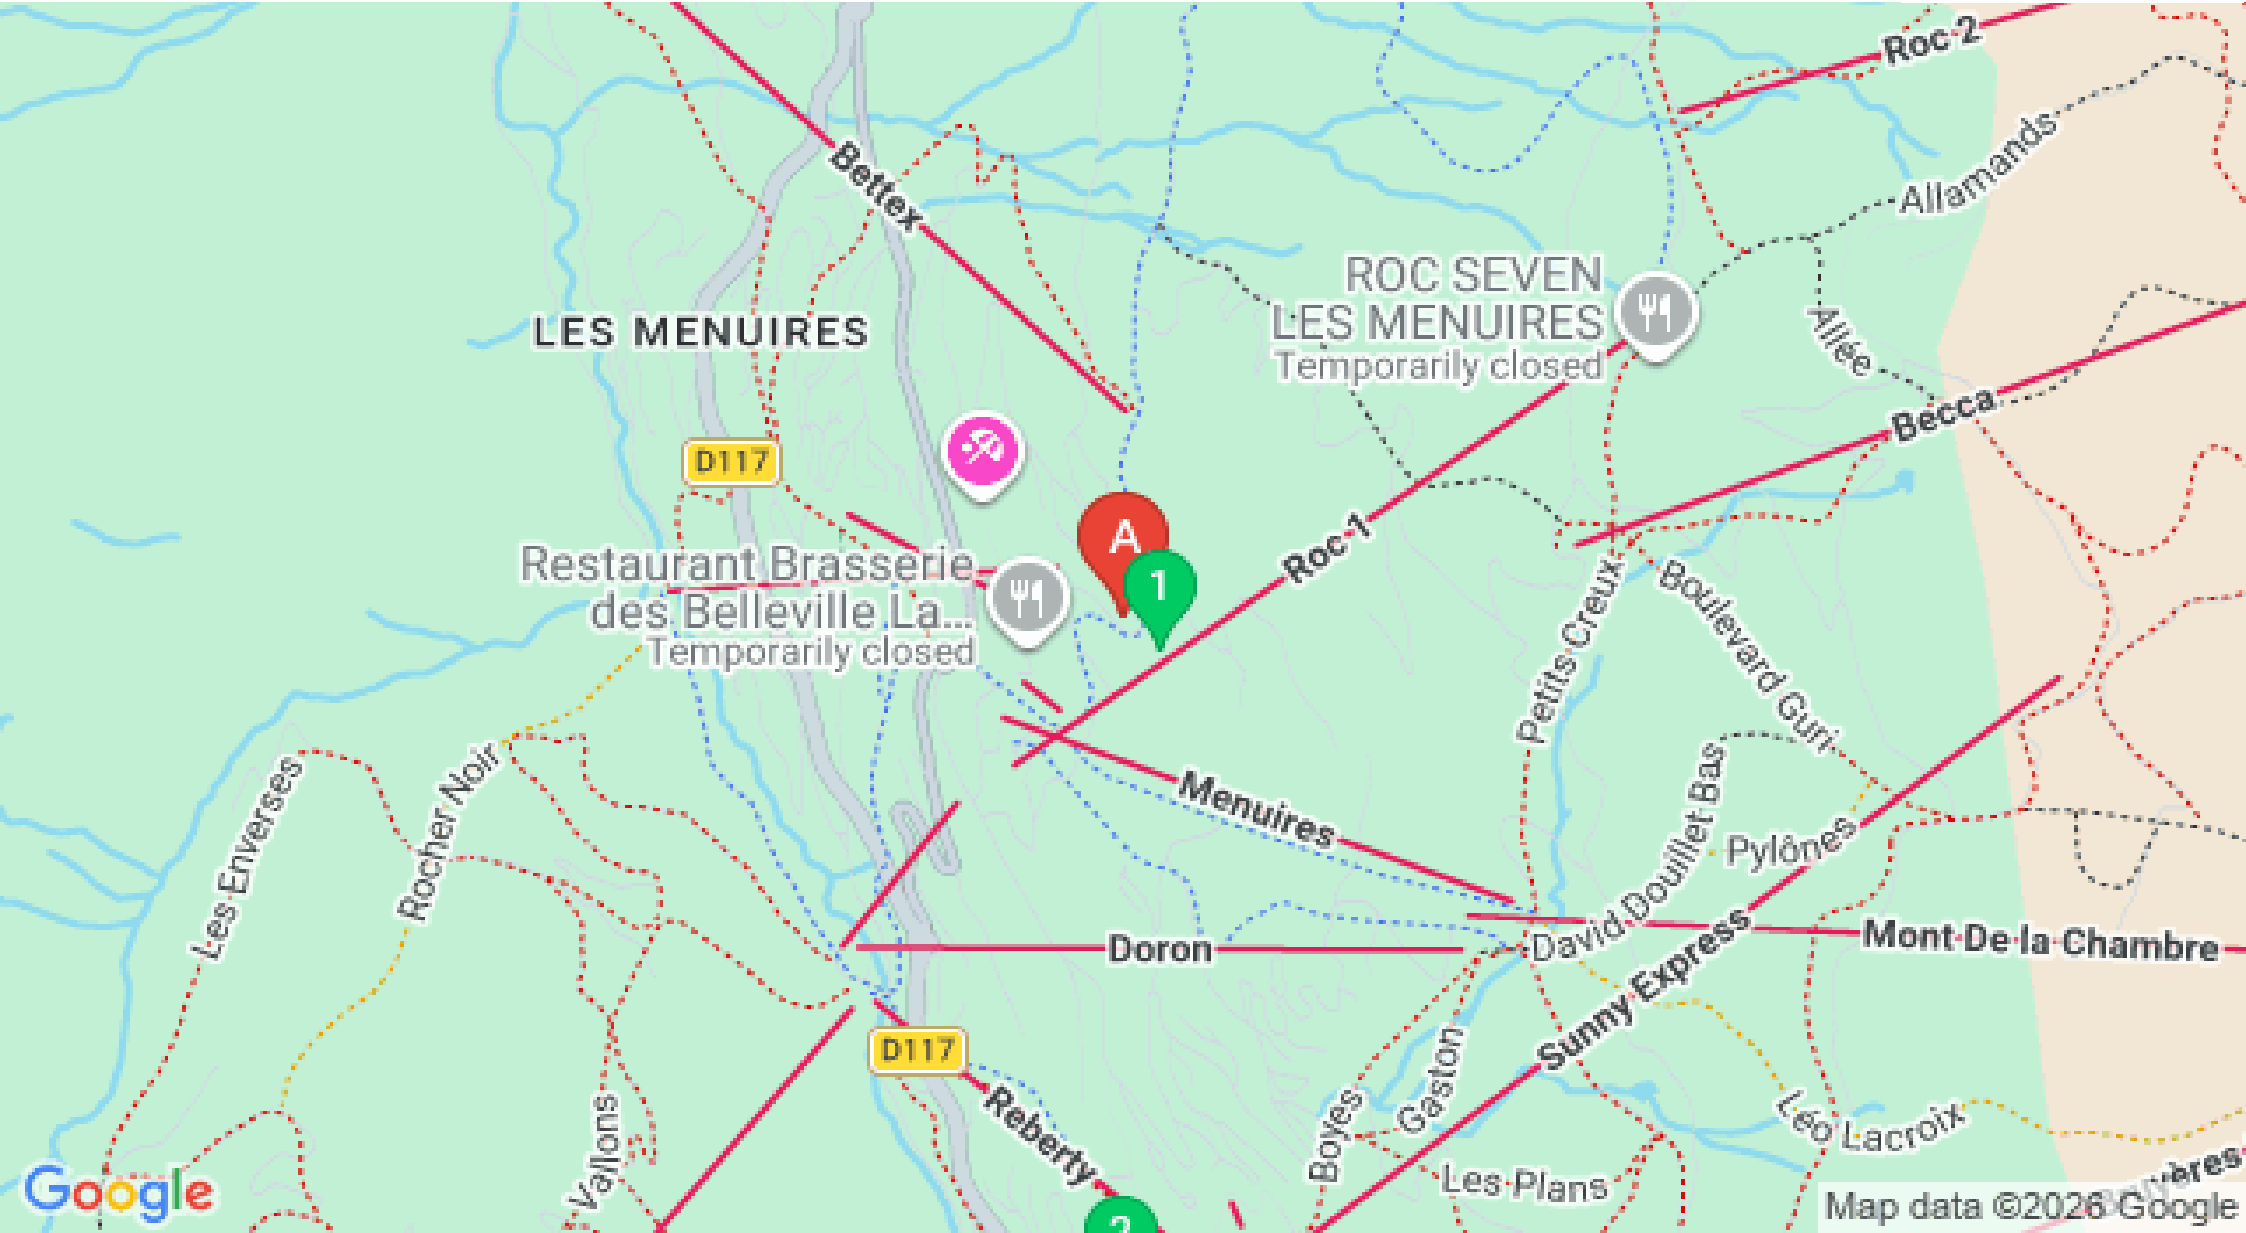 Roc 2
Allamands
Bettex
ROC SEVEN
LES MENUIRES
Temporarily closed
LES MENUIRES
Allée
Becca
D117
A
1
Roc 1
Restaurant Brasserie
des Belleville La...
Temporarily closed
Petits Creux
Boulevard Guri
Les Enverses
Rocher Noir
Menuires
David Douillet Bas
Pylônes
Doron
Mont De la Chambre
Sunny Express
D117
Reberty
Gaston
Boyes
Léo Lacroix
Vallons
Les Plans
2
Google
Map data ©2026 Google